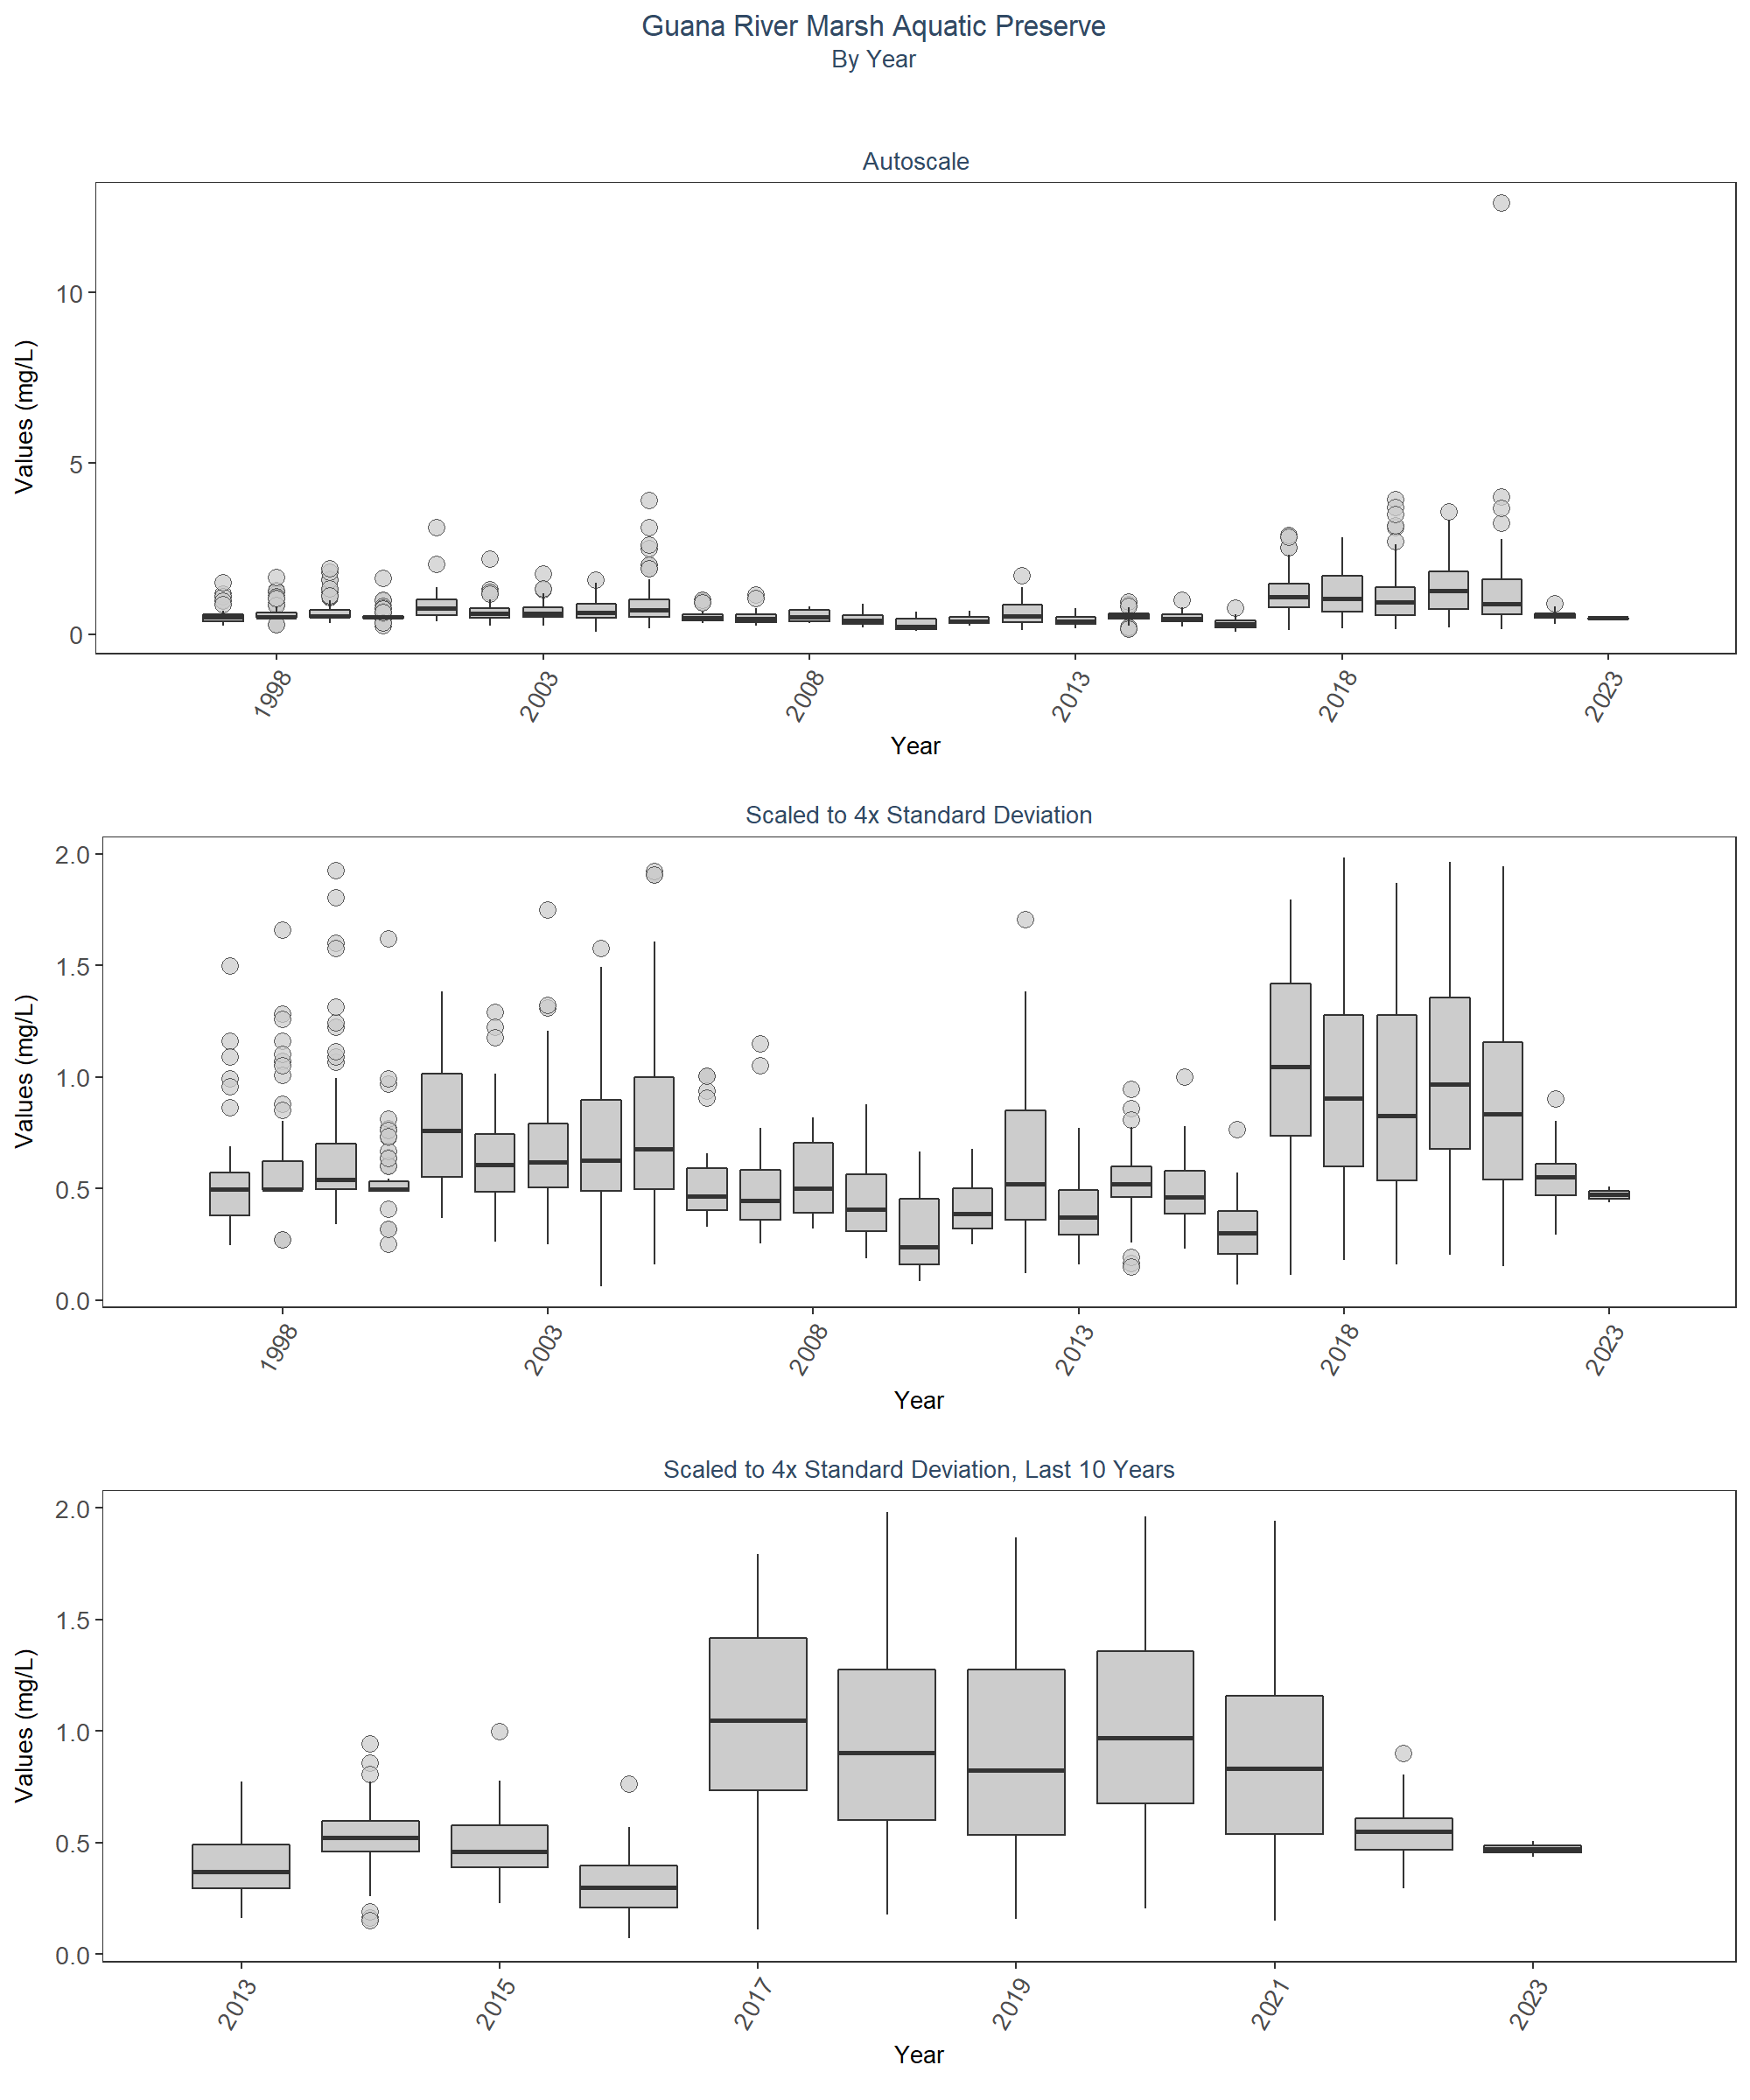 Guana River Marsh Aquatic Preserve
By Year
Autoscale
Values (mg/L)
10
5
0
1998 2003 2008 2013 2018 2023
Year
Scaled to 4x Standard Deviation
Values (mg/L)
2.0
1.5
1.0
0.5
0.0
1998 2003 2008 2013 2018 2023
Year
Scaled to 4x Standard Deviation, Last 10 Years
Values (mg/L)
2.0
1.5
1.0
0.5
0.0
2013 2015 2017 2019 2021 2023
Year